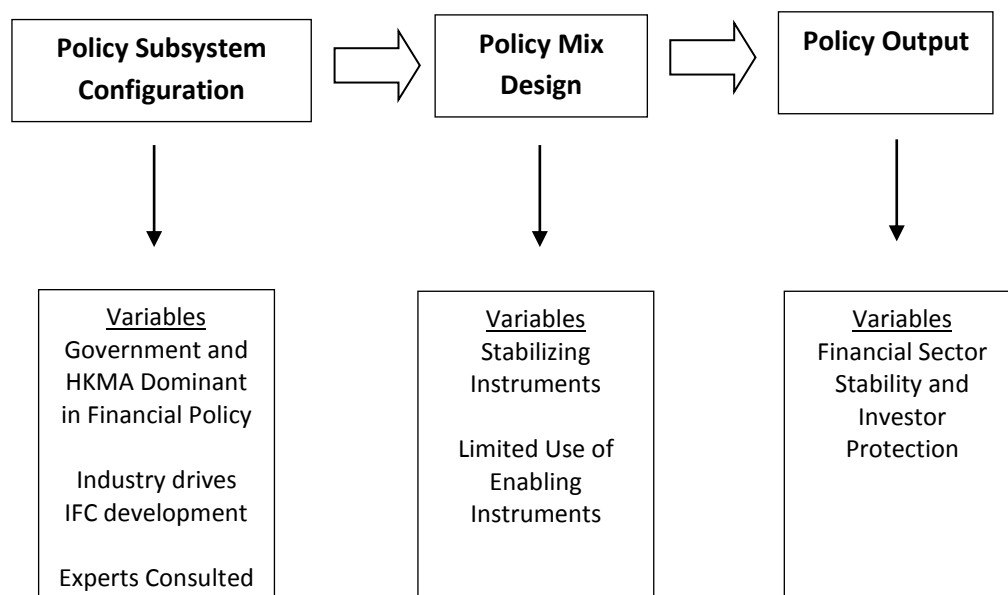 Policy Subsystem
Configuration
Policy Mix
Design
Policy Output
Variables
Government and
HKMA Dominant
in Financial Policy
Industry drives
IFC development
Experts Consulted
Variables
Stabilizing
Instruments
Limited Use of
Enabling
Instruments
Variables
Financial Sector
Stability and
Investor
Protection